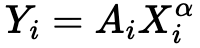 Y_i = A_i X_i^α